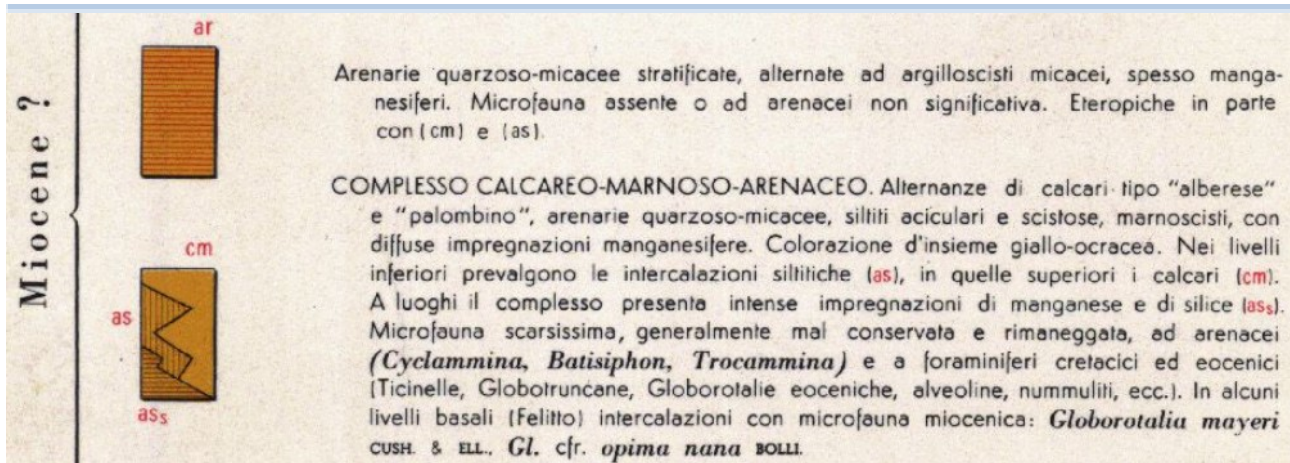 ar
Arenarie quarzoso-micacee stratificate, alternate ad argilloscisti micacei, spesso manga-
nesiferi. Microfauna assente o ad arenacei non significativa. Eteropiche in parte
con (cm) e (as).
Miocene ?
COMPLESSO CALCAREO-MARNOSO-ARENACEO. Alternanze di calcari tipo "alberese"
e "palombino", arenarie quarzoso-micacee, siltiti aciculari e scistose, marnoscisti, con
diffuse impregnazioni manganesifere. Colorazione d'insieme giallo-ocracea. Nei livelli
inferiori prevalgono le intercalazioni siltitiche (as), in quelle superiori i calcari (cm).
A luoghi il complesso presenta intense impregnazioni di manganese e di silice (ass).
Microfauna scarsissima, generalmente mal conservata e rimaneggata, ad arenacei
(Cyclammina, Batisiphon, Trocammina) e a foraminiferi cretacici ed eocenici
(Ticinelle, Globotruncane, Globorotalie eoceniche, alveoline, nummuliti, ecc.). In alcuni
livelli basali (Felitto) intercalazioni con microfauna miocenica: Globorotalia mayeri
CUSH. & ELL., Gl. cfr. opima nana BOLLI.
cm
as
ass